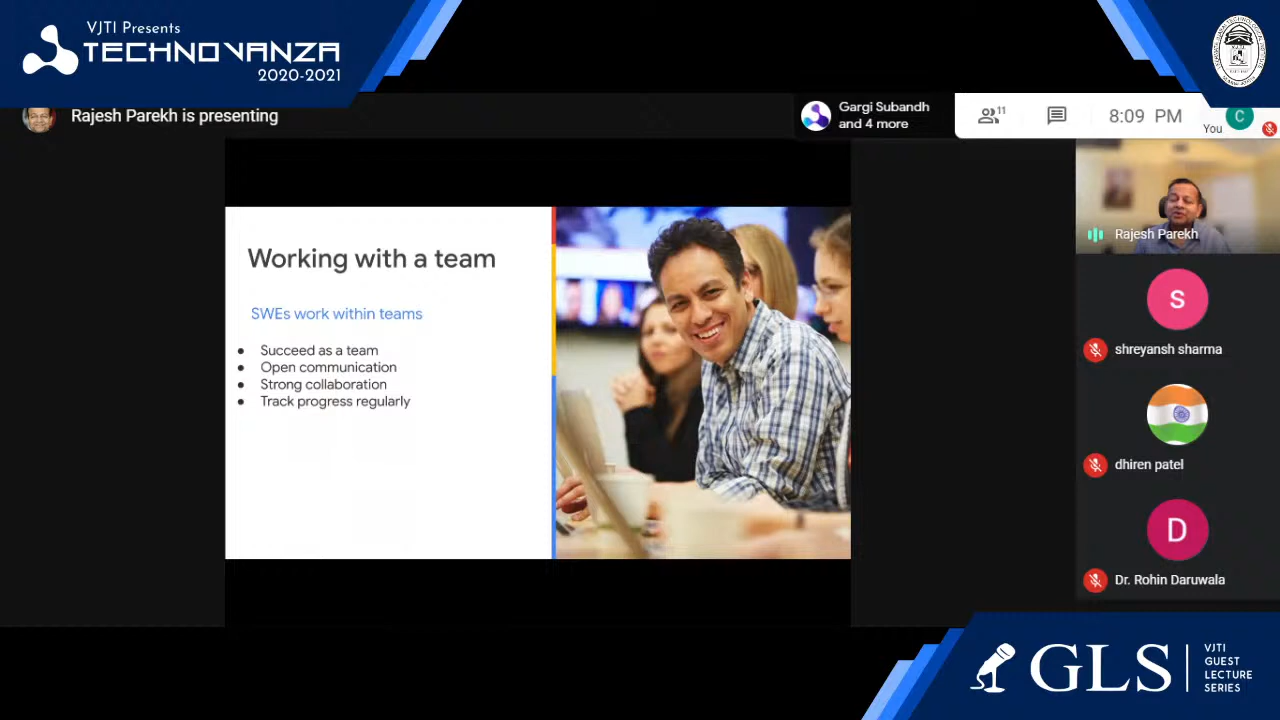 VJTI Presents
TECHNOVANZA
2020-2021
Rajesh Parekh is presenting
Gargi Subandh
and 4 more
11
8:09 PM
You
C
Working with a team
SWEs work within teams
Succeed as a team
Open communication
Strong collaboration
Track progress regularly
Rajesh Parekh
S
shreyansh sharma
dhiren patel
D
Dr. Rohin Daruwala
GLS
VJTI
GUEST
LECTURE
SERIES